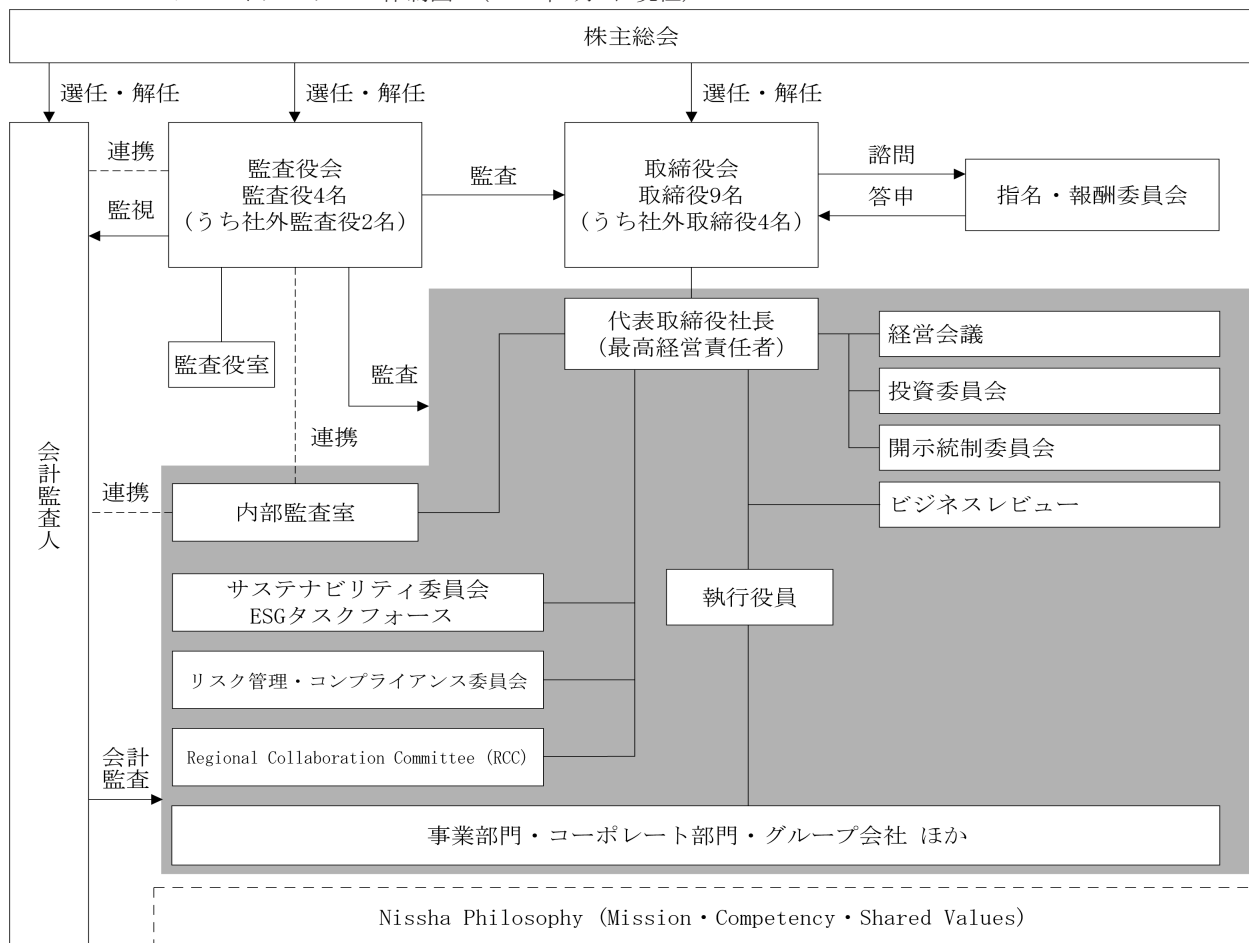 株主総会
選任・解任
選任・解任
選任・解任
連携
監視
監査役会
監査役4名
(うち社外監査役2名)
監査
取締役会
取締役9名
(うち社外取締役4名)
諮問
答申
指名・報酬委員会
代表取締役社長
(最高経営責任者)
経営会議
監査役室
監査
投資委員会
連携
開示統制委員会
会計監査人
連携
内部監査室
ビジネスレビュー
サステナビリティ委員会
ESGタスクフォース
執行役員
リスク管理・コンプライアンス委員会
Regional Collaboration Committee (RCC)
会計
監査
事業部門・コーポレート部門・グループ会社 ほか
Nissha Philosophy (Mission・Competency・Shared Values)